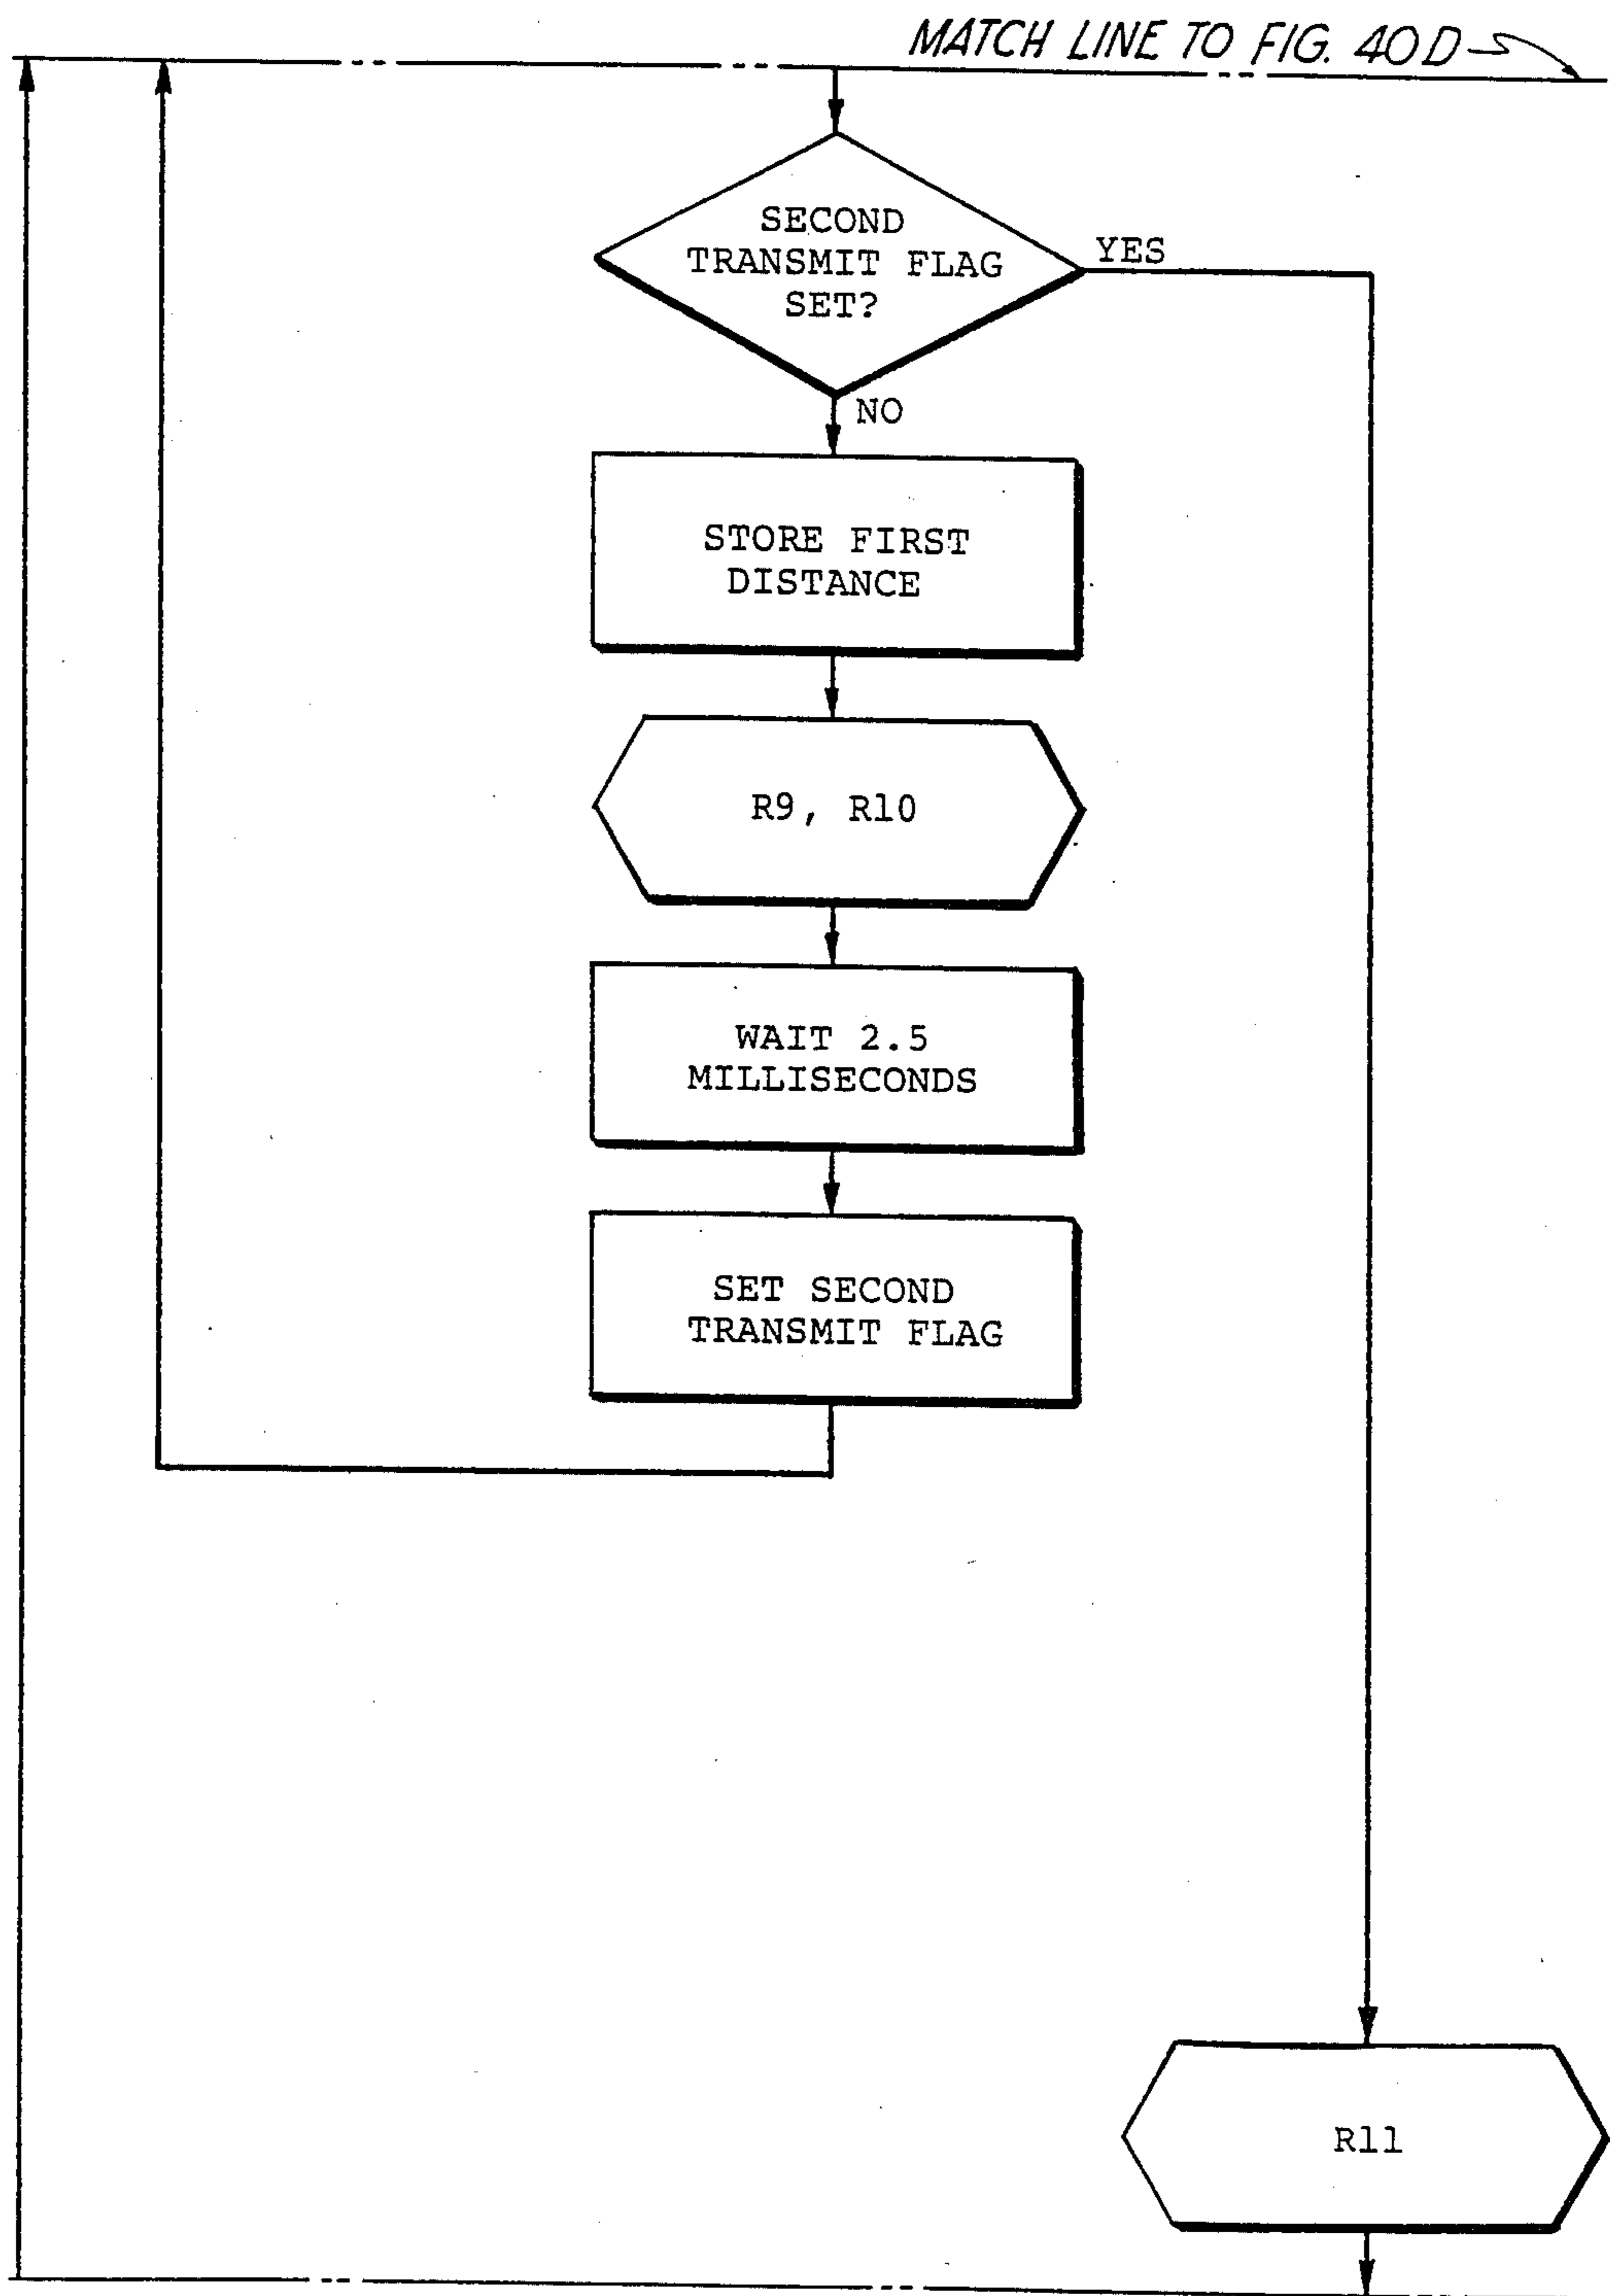 MATCH LINE TO FIG. 40D
SECOND
TRANSMIT FLAG
SET?
YES
NO
STORE FIRST
DISTANCE
R9, R10
WAIT 2.5
MILLISECONDS
SET SECOND
TRANSMIT FLAG
R11